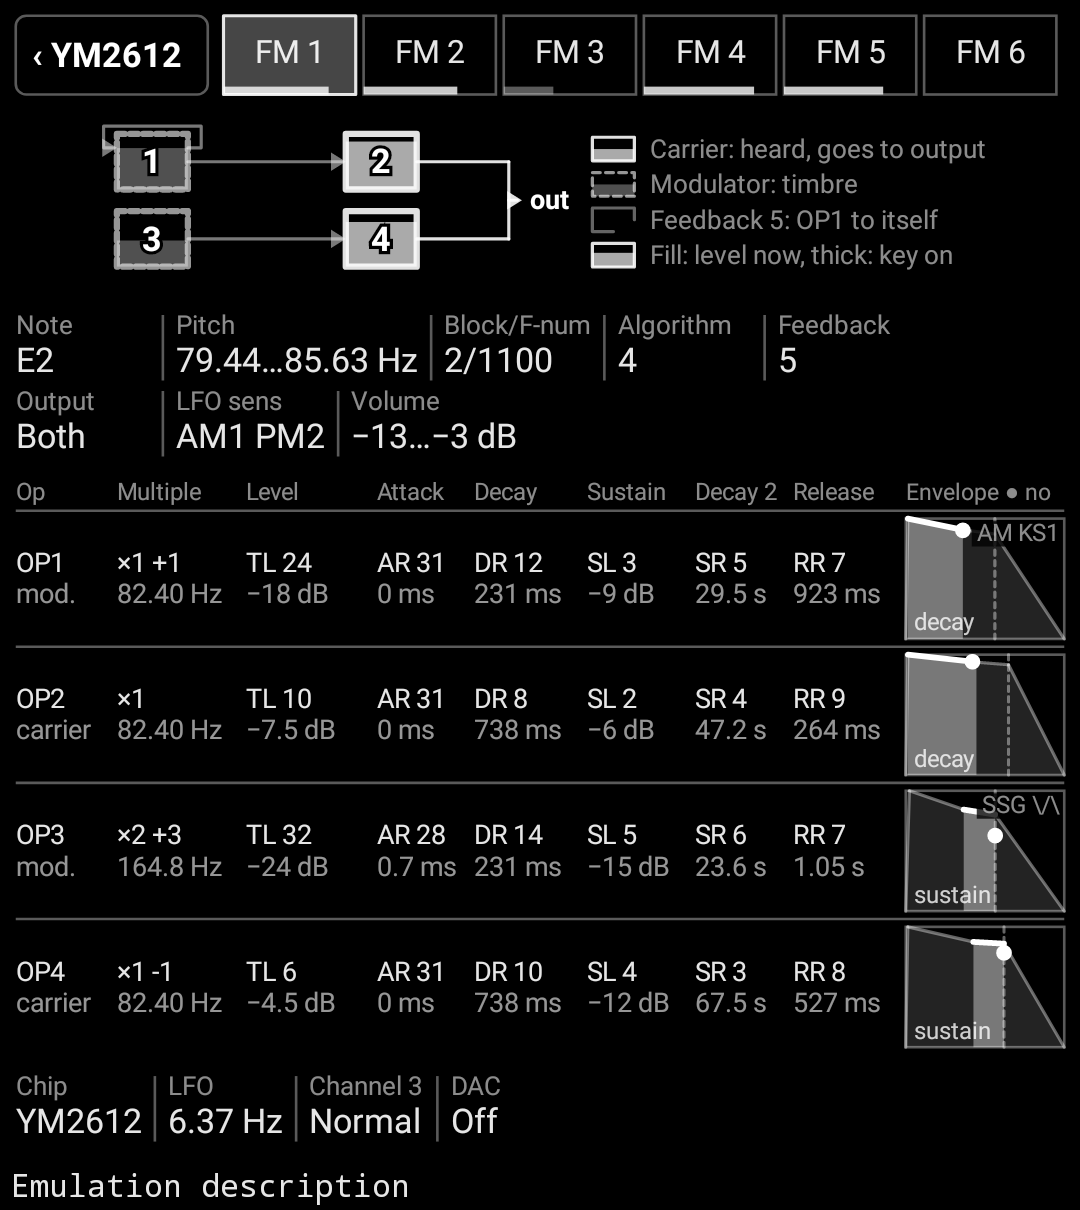 ‹ YM2612 FM 1 FM 2 FM 3 FM 4 FM 5 FM 6
1 2 Carrier: heard, goes to output
Modulator: timbre
out
3 4 Feedback 5: OP1 to itself
Fill: level now, thick: key on
Note Pitch Block/F-num Algorithm Feedback
E2 79.44…85.63 Hz 2/1100 4 5
Output LFO sens Volume
Both AM1 PM2 −13…−3 dB
Op Multiple Level Attack Decay Sustain Decay 2 Release Envelope ● no
OP1 ×1 +1 TL 24 AR 31 DR 12 SL 3 SR 5 RR 7 AM KS1
mod. 82.40 Hz −18 dB 0 ms 231 ms −9 dB 29.5 s 923 ms decay
OP2 ×1 TL 10 AR 31 DR 8 SL 2 SR 4 RR 9
carrier 82.40 Hz −7.5 dB 0 ms 738 ms −6 dB 47.2 s 264 ms decay
OP3 ×2 +3 TL 32 AR 28 DR 14 SL 5 SR 6 RR 7 SSG \/\
mod. 164.8 Hz −24 dB 0.7 ms 231 ms −15 dB 23.6 s 1.05 s sustain
OP4 ×1 -1 TL 6 AR 31 DR 10 SL 4 SR 3 RR 8
carrier 82.40 Hz −4.5 dB 0 ms 738 ms −12 dB 67.5 s 527 ms sustain
Chip LFO Channel 3 DAC
YM2612 6.37 Hz Normal Off
Emulation description